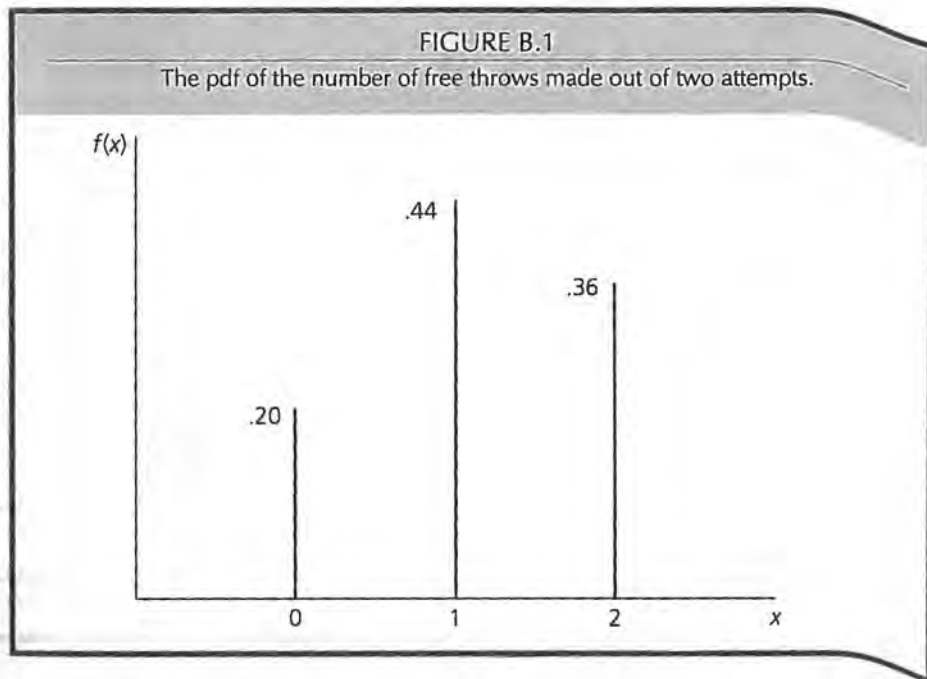 FIGURE B.1
The pdf of the number of free throws made out of two attempts.
f(x)
.44
.36
.20
0 1 2 x